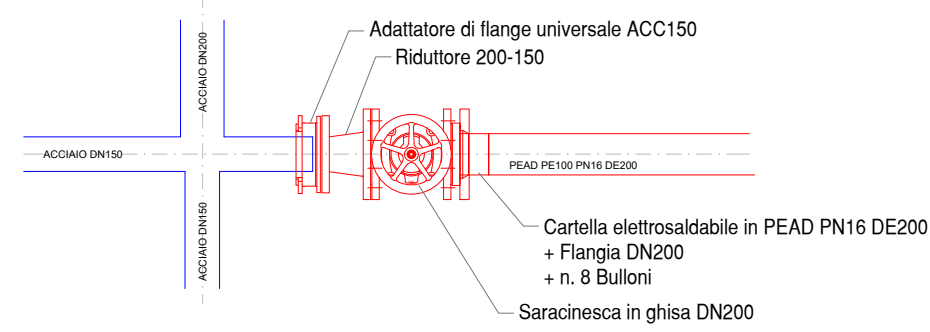 Adattatore di flange universale ACC150
Riduttore 200-150
ACCIAIO DN200
ACCIAIO DN150
PEAD PE100 PN16 DE200
ACCIAIO DN150
Cartella elettrosaldabile in PEAD PN16 DE200
+ Flangia DN200
+ n. 8 Bulloni
Saracinesca in ghisa DN200